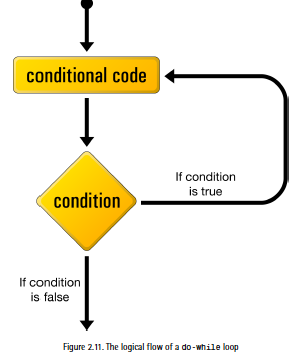 conditional code
If condition
is true
condition
If condition
is false
Figure 2.11. The logical flow of a do-while loop